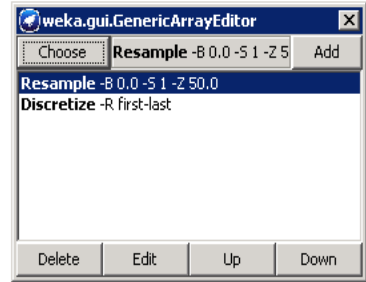 weka.gui.GenericArrayEditor
Choose Resample -B 0.0 -S 1 -Z 5 Add
Resample -B 0.0 -S 1 -Z 50.0
Discretize -R first-last
Delete Edit Up Down